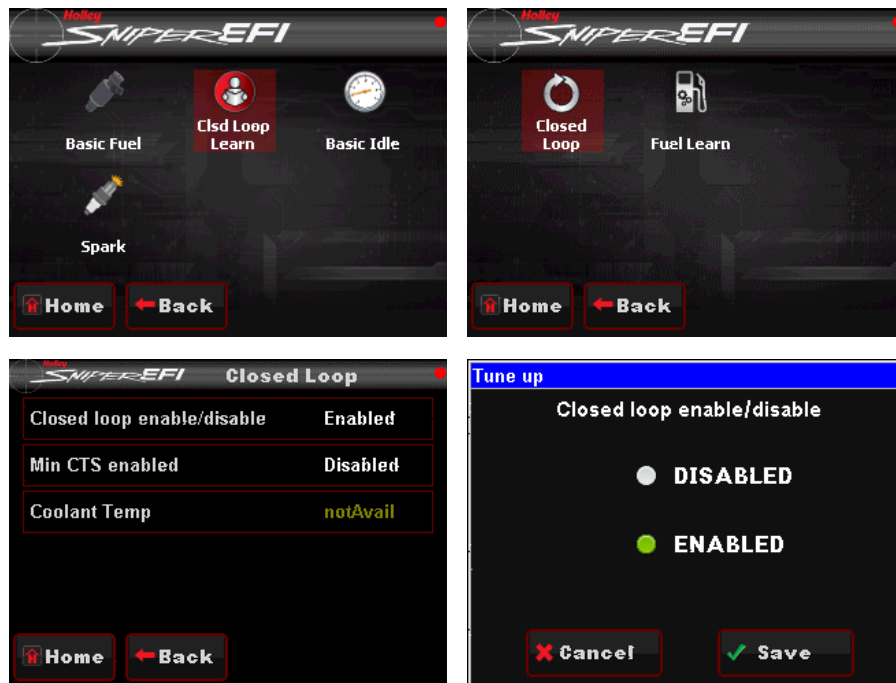 Holley
SNIPER EFI
Basic Fuel
Clsd Loop
Learn
Basic Idle
Spark
Home
Back
Holley
SNIPER EFI
Closed
Loop
Fuel Learn
Home
Back
Holley
SNIPER EFI Closed Loop
Closed loop enable/disable Enabled
Min CTS enabled Disabled
Coolant Temp notAvail
Home
Back
Tune up
Closed loop enable/disable
DISABLED
ENABLED
Cancel
Save